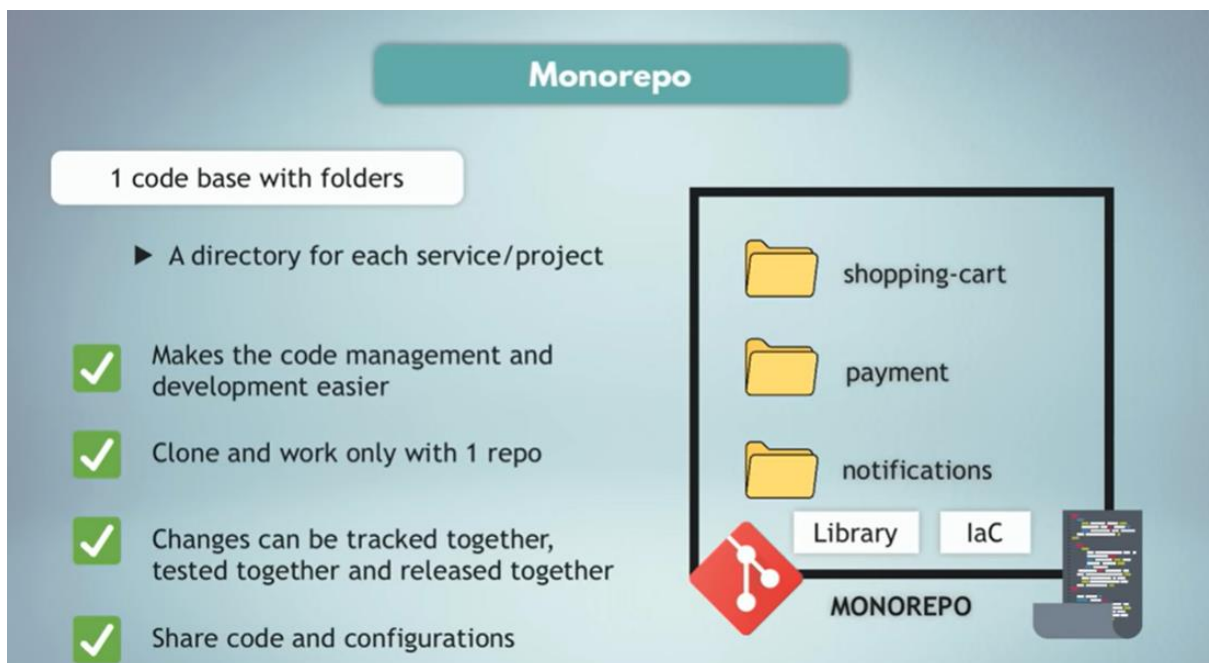 Monorepo
1 code base with folders
▶ A directory for each service/project
Makes the code management and
development easier
Clone and work only with 1 repo
Changes can be tracked together,
tested together and released together
Share code and configurations
shopping-cart
payment
notifications
Library
IaC
MONOREPO